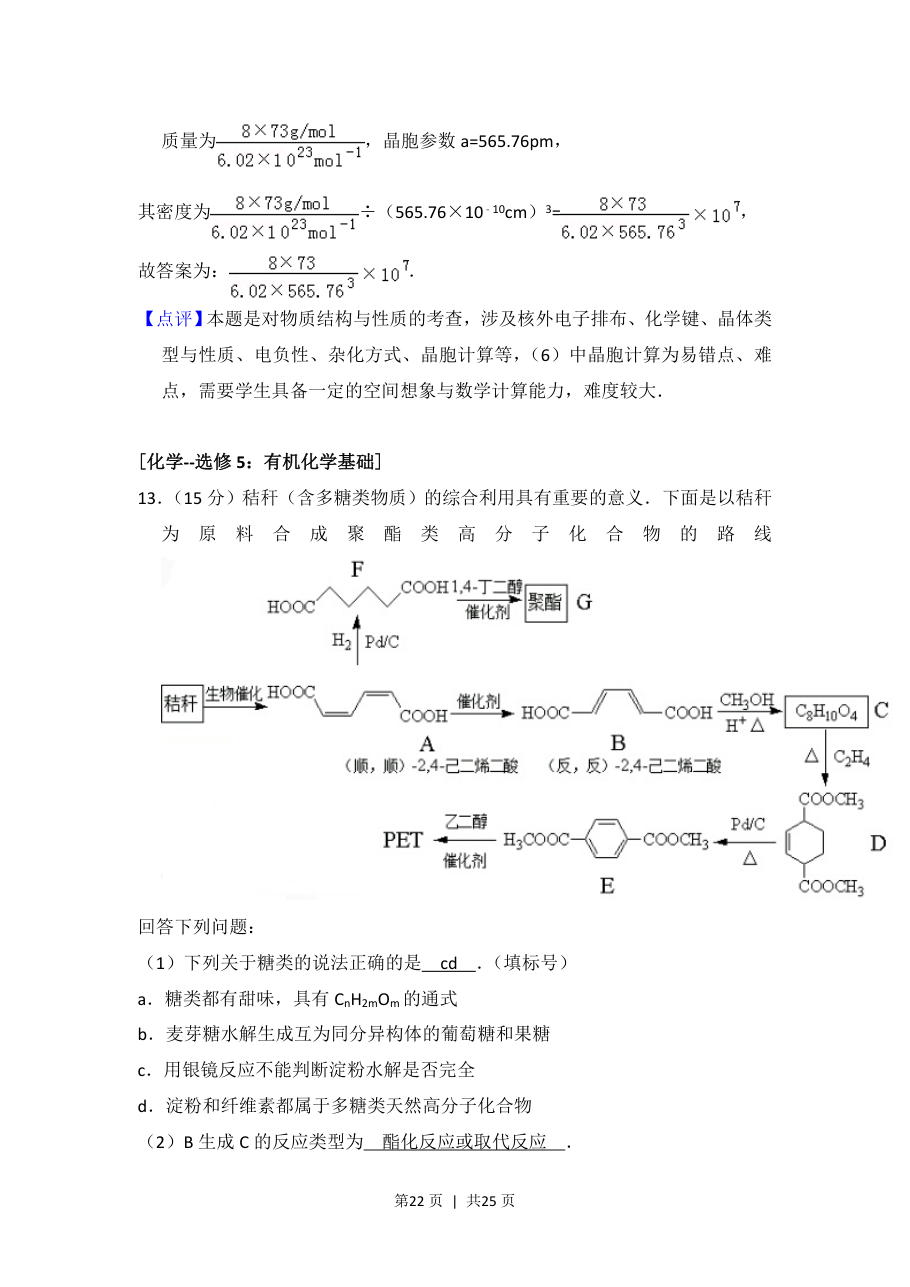 质量为 8×73g/mol / 6.02×10²³mol⁻¹，晶胞参数 a=565.76pm，
其密度为 8×73g/mol / 6.02×10²³mol⁻¹ ÷（565.76×10⁻¹⁰cm）³= 8×73 / 6.02×565.76³ ×10⁷，
故答案为： 8×73 / 6.02×565.76³ ×10⁷．
【点评】本题是对物质结构与性质的考查，涉及核外电子排布、化学键、晶体类
型与性质、电负性、杂化方式、晶胞计算等，（6）中晶胞计算为易错点、难
点，需要学生具备一定的空间想象与数学计算能力，难度较大．
[化学--选修 5：有机化学基础]
13．（15 分）秸秆（含多糖类物质）的综合利用具有重要的意义．下面是以秸秆
为原料合成聚酯类高分子化合物的路线
F
HOOC COOH 1,4-丁二醇 催化剂 聚酯 G
H₂ Pd/C
秸秆 生物催化 HOOC COOH 催化剂 HOOC COOH CH₃OH H⁺ △ C₈H₁₀O₄ C
A B
（顺，顺）-2,4-己二烯二酸 （反，反）-2,4-己二烯二酸
△ C₂H₄
COOCH₃
PET 乙二醇 催化剂 H₃COOC COOCH₃ Pd/C △ D
E
COOCH₃
回答下列问题：
（1）下列关于糖类的说法正确的是 cd ．（填标号）
a．糖类都有甜味，具有 CₙH₂ₘOₘ 的通式
b．麦芽糖水解生成互为同分异构体的葡萄糖和果糖
c．用银镜反应不能判断淀粉水解是否完全
d．淀粉和纤维素都属于多糖类天然高分子化合物
（2）B 生成 C 的反应类型为 酯化反应或取代反应 ．
第22 页 | 共25 页